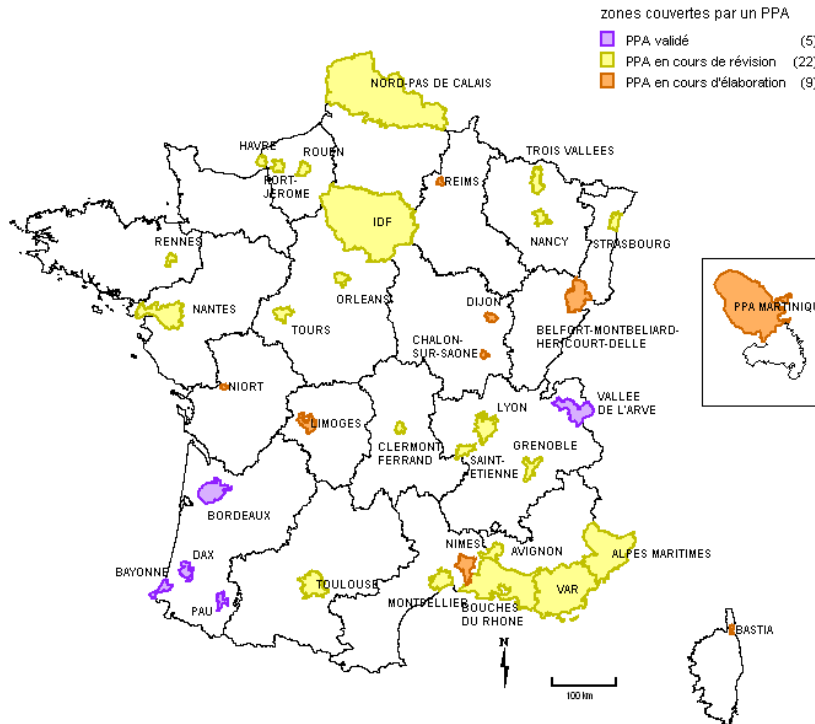 zones couvertes par un PPA
PPA validé (5)
PPA en cours de révision (22)
PPA en cours d'élaboration (9)
NORD-PAS DE CALAIS
HAVRE
ROUEN
PORT-
JEROME
REIMS
TROIS VALLEES
IDF
NANCY
STRASBOURG
RENNES
NANTES
ORLEANS
TOURS
DIJON
CHALON-
SUR-SAONE
BELFORT-MONTBELIARD-
HERICOURT-DELLE
PPA MARTINIQU
NIORT
LIMOGES
CLERMONT
FERRAND
LYON
VALLEE
DE L'ARVE
GRENOBLE
SAINT-
ETIENNE
BORDEAUX
DAX
BAYONNE
PAU
TOULOUSE
NIMES
AVIGNON
ALPES MARITIMES
MONTPELLIER
BOUCHES
DU RHONE
VAR
BASTIA
N
100 km